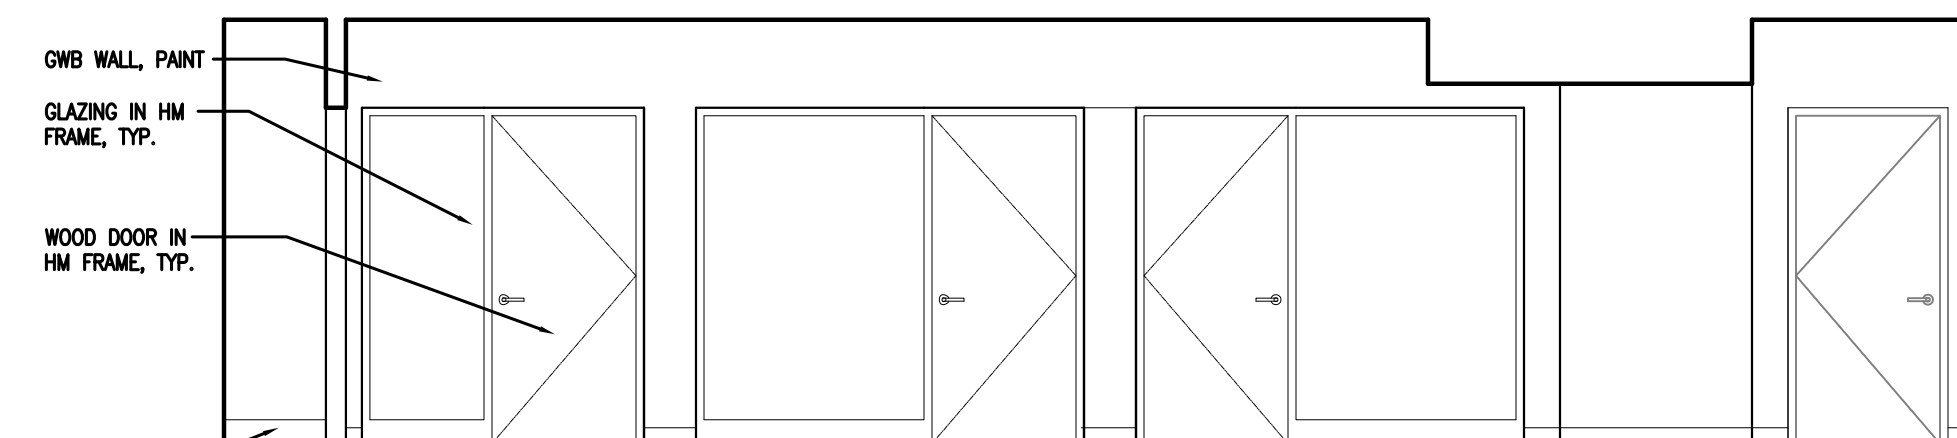 GWB WALL, PAINT
GLAZING IN HM
FRAME, TYP.
WOOD DOOR IN
HM FRAME, TYP.